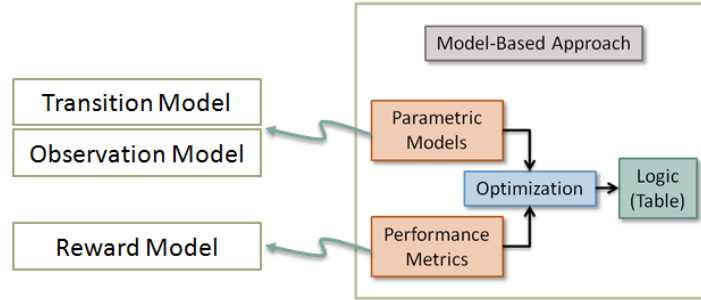 Model-Based Approach
Transition Model
Observation Model
Reward Model
Parametric
Models
Optimization
Logic
(Table)
Performance
Metrics